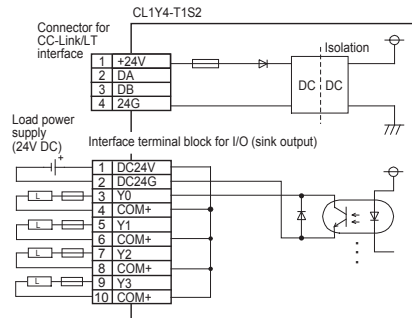 CL1Y4-T1S2
Connector for
CC-Link/LT
interface
Isolation
1 +24V
2 DA
3 DB
4 24G
DC DC
Load power
supply
(24V DC)
Interface terminal block for I/O (sink output)
+
1 DC24V
2 DC24G
L 3 Y0
4 COM+
L 5 Y1
6 COM+
L 7 Y2
8 COM+
L 9 Y3
10 COM+